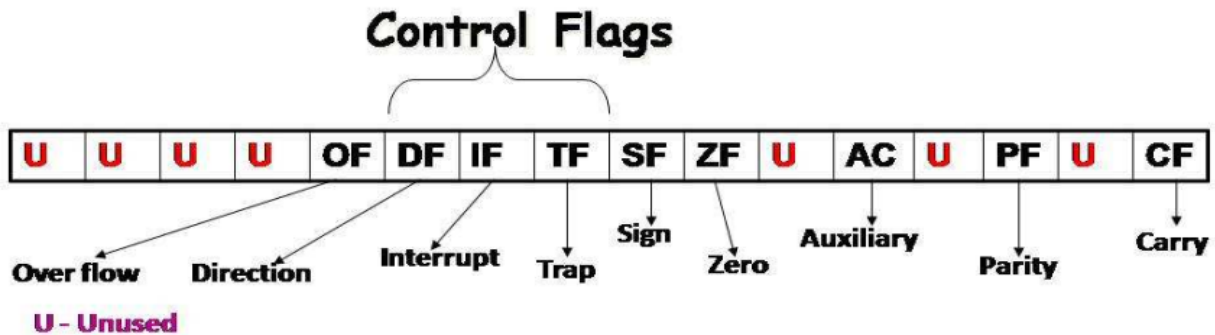 Control Flags
U U U U OF DF IF TF SF ZF U AC U PF U CF
Over flow Direction Interrupt Trap Sign Zero Auxiliary Parity Carry
U - Unused